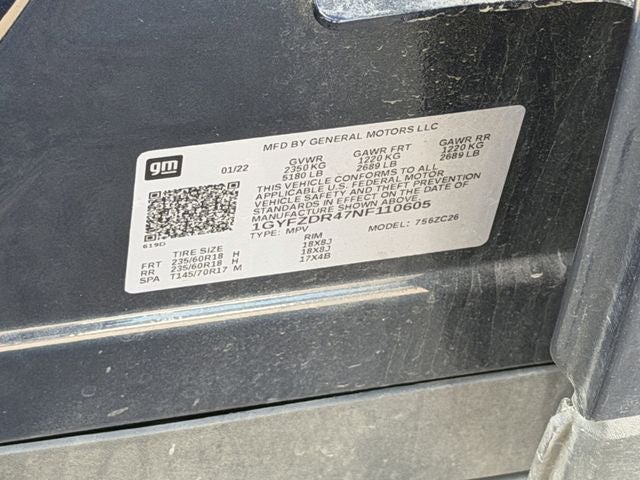 MFD BY GENERAL MOTORS LLC
gm
01/22
GVWR GAWR FRT GAWR RR
2350 KG 1220 KG 1220 KG
5180 LB 2689 LB 2689 LB
THIS VEHICLE CONFORMS TO ALL
APPLICABLE U.S. FEDERAL MOTOR
VEHICLE SAFETY AND THEFT PREVENTION
STANDARDS IN EFFECT ON THE DATE OF
MANUFACTURE SHOWN ABOVE.
1GYFZDR47NF110605
TYPE: MPV MODEL: 756ZC26
619D
TIRE SIZE RIM
FRT 235/60R18 H 18X8J
RR 235/60R18 H 18X8J
SPA T145/70R17 M 17X4B